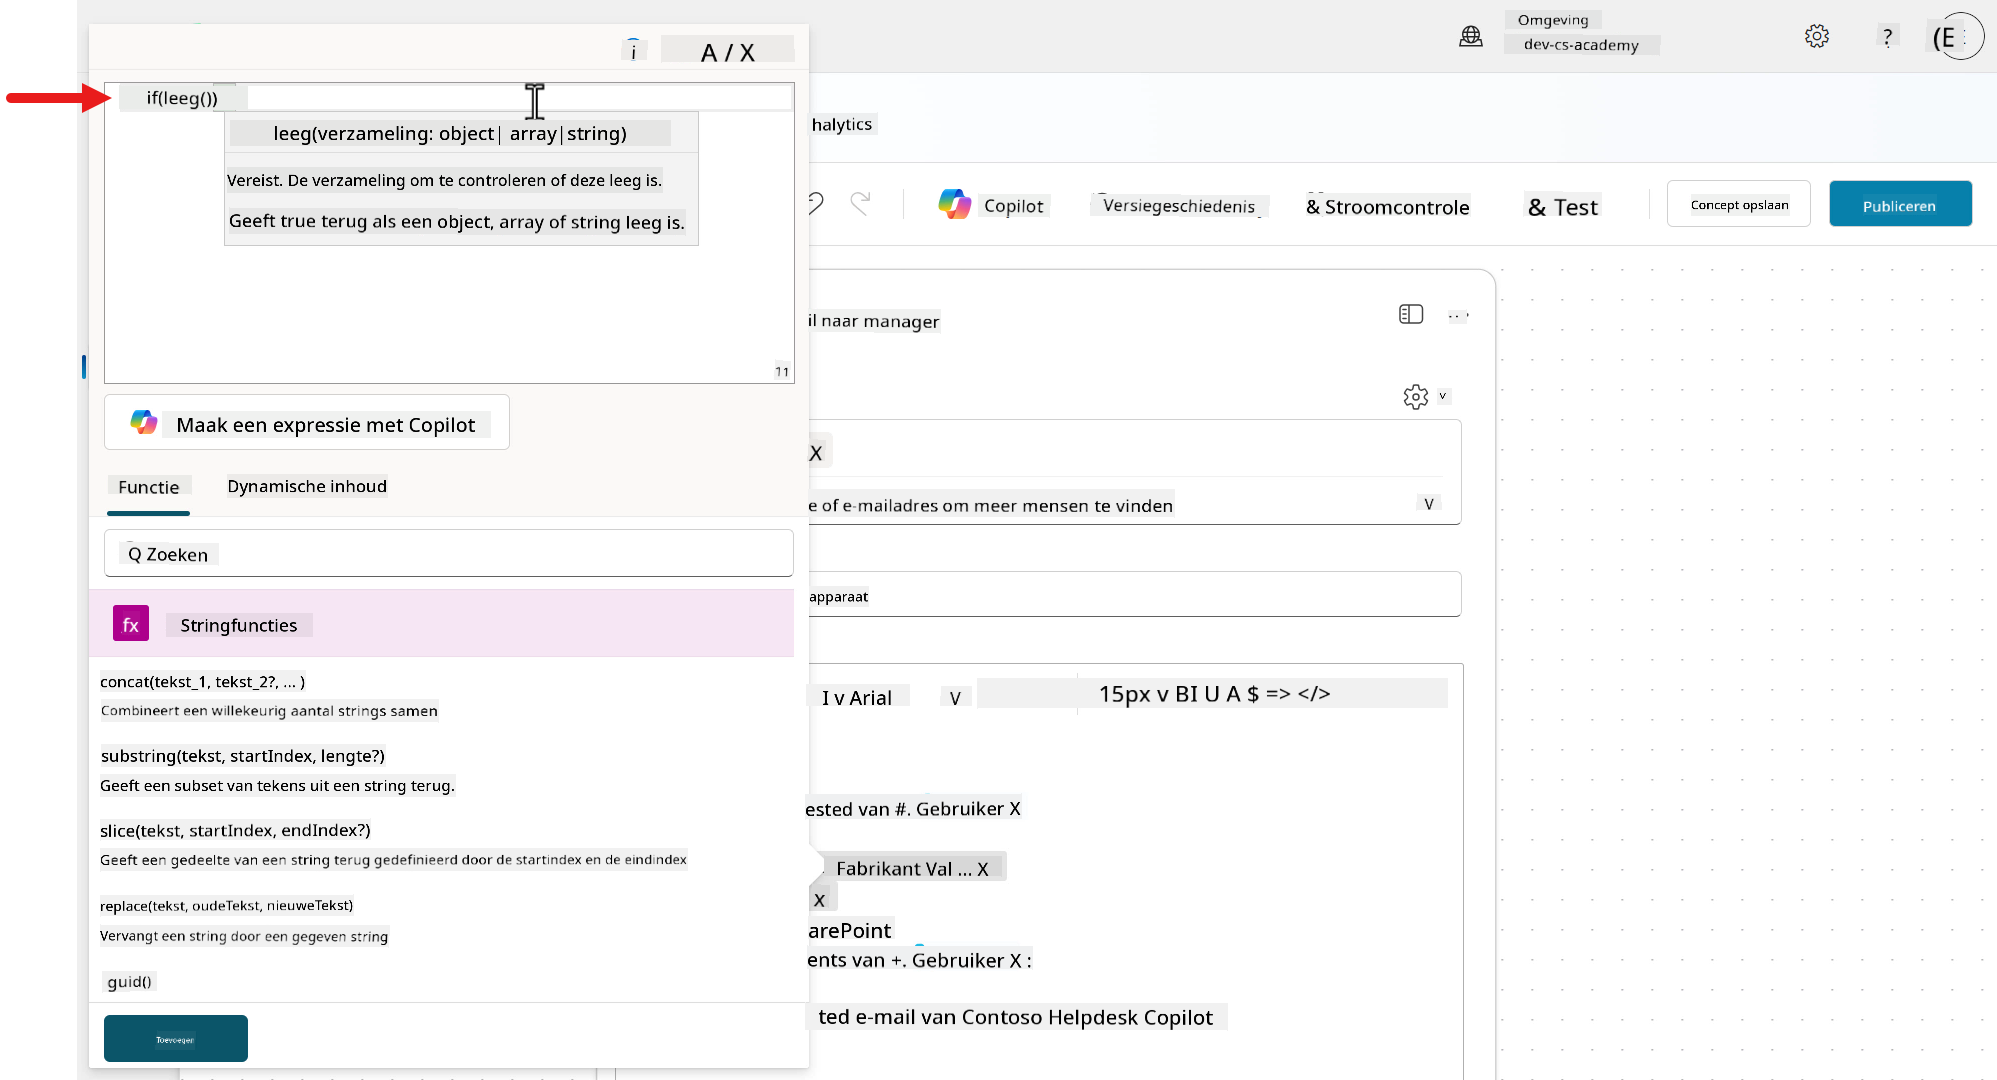 i
A / X
Omgeving
dev-cs-academy
?
(E
if(leeg())
leeg(verzameling: object| array|string)
Vereist. De verzameling om te controleren of deze leeg is.
Geeft true terug als een object, array of string leeg is.
11
halytics
Copilot
Versiegeschiedenis
& Stroomcontrole
& Test
Concept opslaan
Publiceren
il naar manager
Maak een expressie met Copilot
Functie
Dynamische inhoud
Q Zoeken
fx
Stringfuncties
concat(tekst_1, tekst_2?, ... )
Combineert een willekeurig aantal strings samen
substring(tekst, startIndex, lengte?)
Geeft een subset van tekens uit een string terug.
slice(tekst, startIndex, endIndex?)
Geeft een gedeelte van een string terug gedefinieerd door de startindex en de eindindex
replace(tekst, oudeTekst, nieuweTekst)
Vervangt een string door een gegeven string
guid()
Toevoegen
v
X
e of e-mailadres om meer mensen te vinden
V
apparaat
I v Arial
V
15px v BI U A $ => </>
ested van #. Gebruiker X
Fabrikant Val ... X
x
arePoint
ents van +. Gebruiker X :
ted e-mail van Contoso Helpdesk Copilot